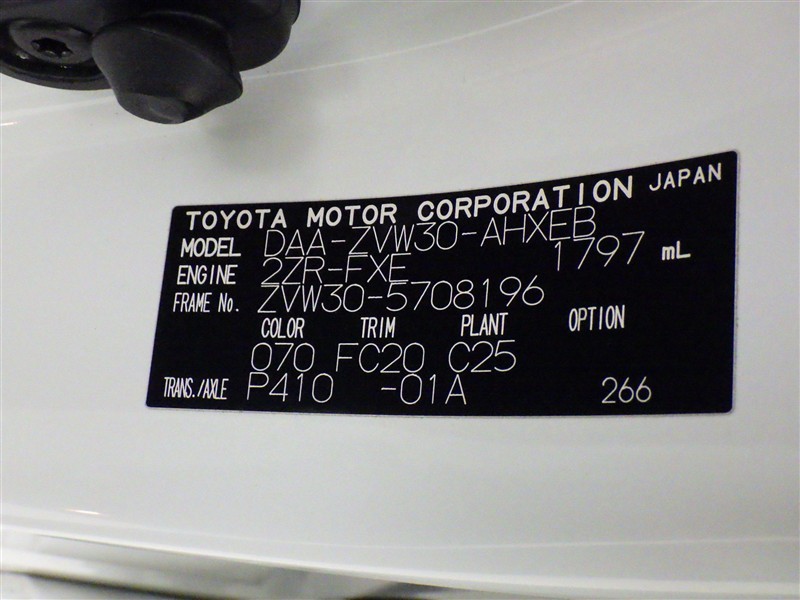 TOYOTA MOTOR CORPORATION JAPAN
MODEL DAA-ZVW30-AHXEB
ENGINE 2ZR-FXE 1797 mL
FRAME No. ZVW30-5708196
COLOR TRIM PLANT OPTION
070 FC20 C25
TRANS./AXLE P410 -01A 266